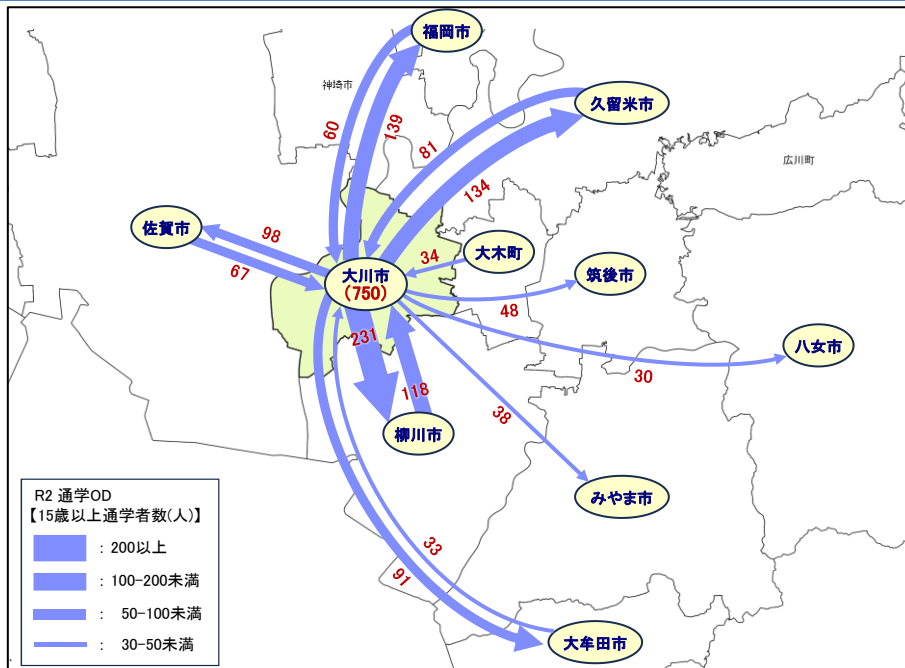 福岡市
神埼市
久留米市
60
139
81
134
広川町
佐賀市
98
67
大木町
34
大川市
(750)
筑後市
48
231
八女市
30
118
38
柳川市
みやま市
R2 通学OD
【15歳以上通学者数(人)】
: 200以上
: 100-200未満
: 50-100未満
: 30-50未満
33
91
大牟田市